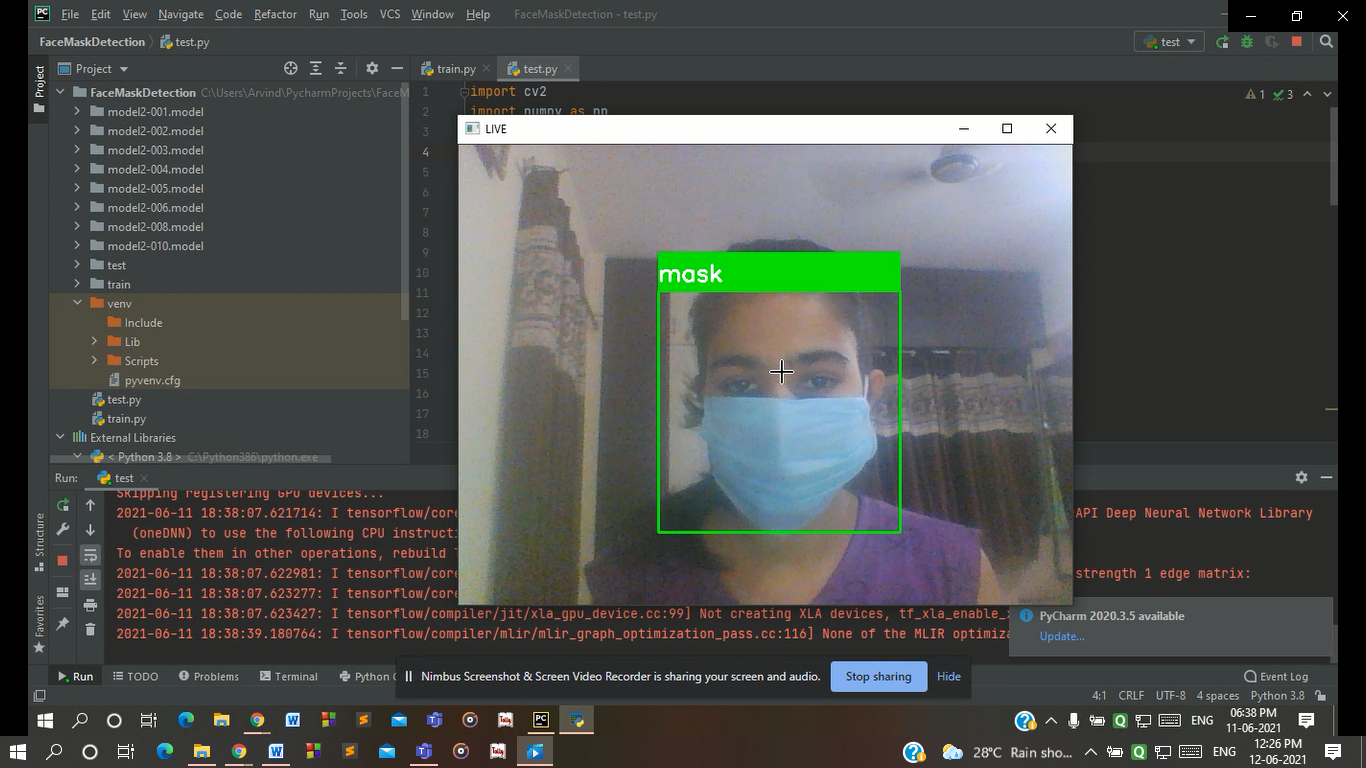 File Edit View Navigate Code Refactor Run Tools VCS Window Help FaceMaskDetection - test.py
FaceMaskDetection test.py test
Project train.py test.py
Project
FaceMaskDetection C:\Users\Arvind\PycharmProjects\FaceM
model2-001.model
model2-002.model
model2-003.model
model2-004.model
model2-005.model
model2-006.model
model2-008.model
model2-010.model
test
train
venv
Include
Lib
Scripts
pyvenv.cfg
test.py
train.py
External Libraries
< Python 3.8 > C:\Python386\python.exe
1 import cv2
2 import numpy as np
3
4
5
6
7
8
9
10
11
12
13
14
15
16
17
18
1 3
LIVE
mask
Run: test
Skipping registering GPU devices...
2021-06-11 18:38:07.621714: I tensorflow/core API Deep Neural Network Library
(oneDNN) to use the following CPU instructi
To enable them in other operations, rebuild
2021-06-11 18:38:07.622981: I tensorflow/core strength 1 edge matrix:
2021-06-11 18:38:07.623277: I tensorflow/core
2021-06-11 18:38:07.623427: I tensorflow/compiler/jit/xla_gpu_device.cc:99] Not creating XLA devices, tf_xla_enable_
2021-06-11 18:38:39.180764: I tensorflow/compiler/mlir/mlir_graph_optimization_pass.cc:116] None of the MLIR optimiza
Structure
Favorites
PyCharm 2020.3.5 available
Update...
Run TODO Problems Terminal Python Event Log
Nimbus Screenshot & Screen Video Recorder is sharing your screen and audio. Stop sharing Hide
4:1 CRLF UTF-8 4 spaces Python 3.8
ENG 06:38 PM
11-06-2021
28°C Rain sho... ENG 12:26 PM
12-06-2021